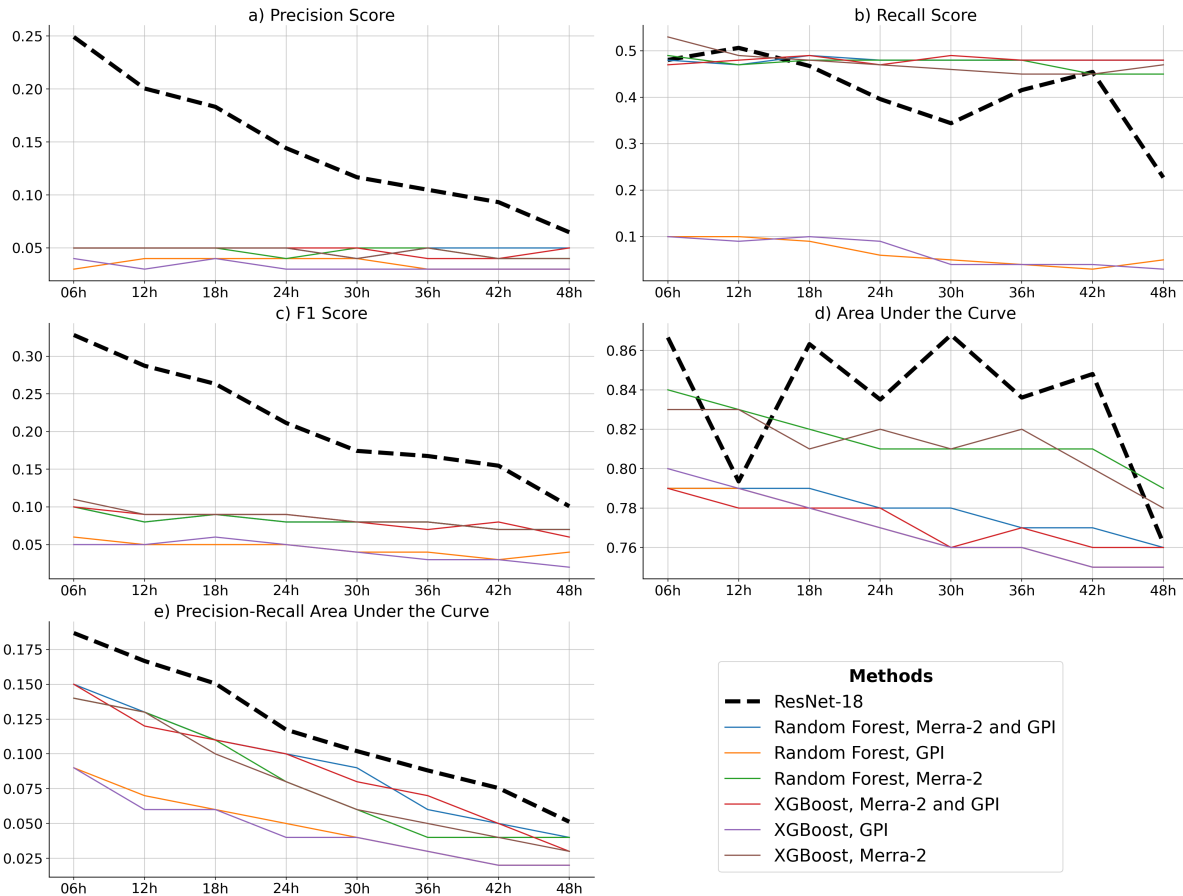 a) Precision Score
0.25
0.20
0.15
0.10
0.05
06h 12h 18h 24h 30h 36h 42h 48h
b) Recall Score
0.5
0.4
0.3
0.2
0.1
06h 12h 18h 24h 30h 36h 42h 48h
c) F1 Score
0.30
0.25
0.20
0.15
0.10
0.05
06h 12h 18h 24h 30h 36h 42h 48h
d) Area Under the Curve
0.86
0.84
0.82
0.80
0.78
0.76
06h 12h 18h 24h 30h 36h 42h 48h
e) Precision-Recall Area Under the Curve
0.175
0.150
0.125
0.100
0.075
0.050
0.025
06h 12h 18h 24h 30h 36h 42h 48h
Methods
ResNet-18
Random Forest, Merra-2 and GPI
Random Forest, GPI
Random Forest, Merra-2
XGBoost, Merra-2 and GPI
XGBoost, GPI
XGBoost, Merra-2